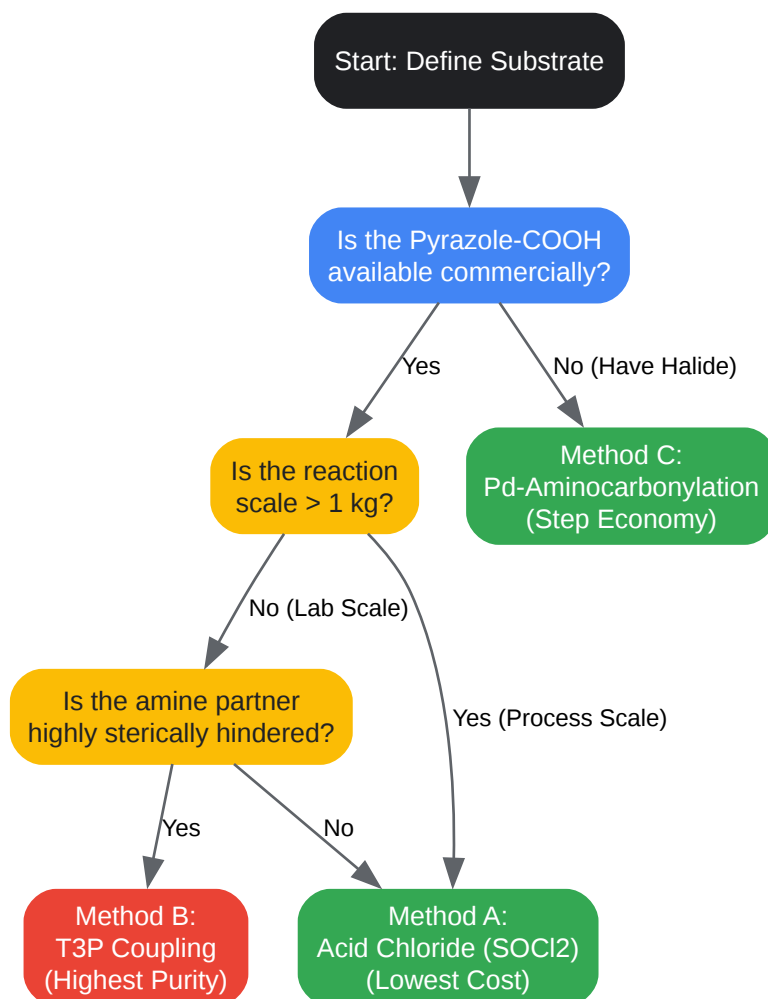 Start: Define Substrate
Is the Pyrazole-COOH
available commercially?
Yes
No (Have Halide)
Is the reaction
scale > 1 kg?
Method C:
Pd-Aminocarbonylation
(Step Economy)
No (Lab Scale)
Yes (Process Scale)
Is the amine partner
highly sterically hindered?
Yes
No
Method B:
T3P Coupling
(Highest Purity)
Method A:
Acid Chloride (SOCl2)
(Lowest Cost)